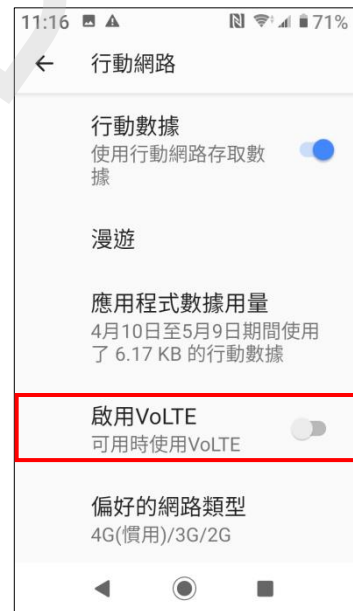 11:16 71%
行動網路
行動數據
使用行動網路存取數
據
漫遊
應用程式數據用量
4月10日至5月9日期間使用
了 6.17 KB 的行動數據
啟用VoLTE
可用時使用VoLTE
偏好的網路類型
4G(慣用)/3G/2G